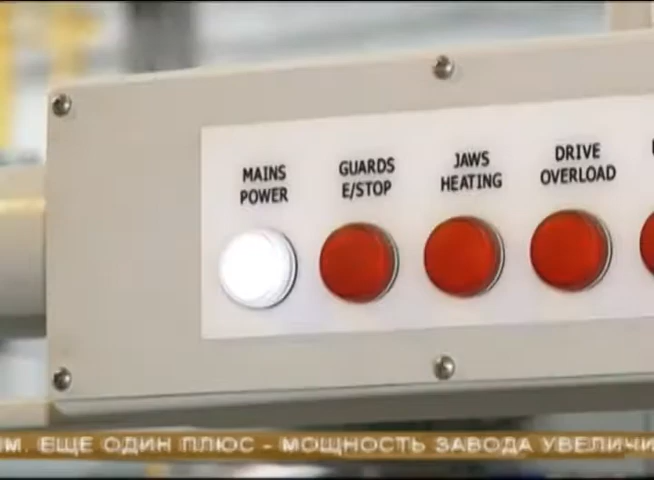 MAINS
POWER
GUARDS
E/STOP
JAWS
HEATING
DRIVE
OVERLOAD
ЕЩЕ ОДИН ПЛЮС - МОЩНОСТЬ ЗАВОДА